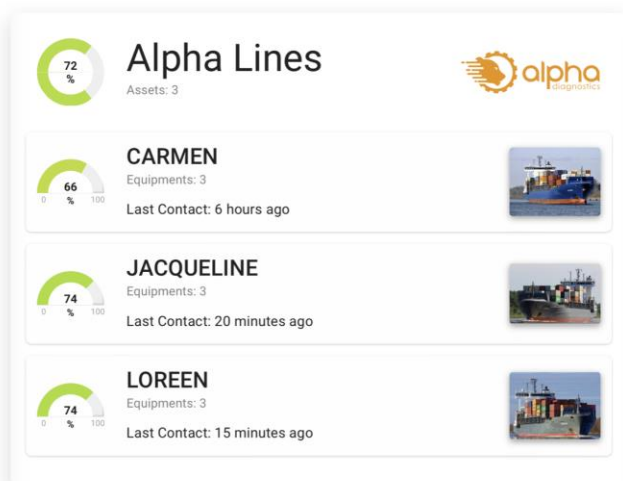 72
%
Alpha Lines
Assets: 3
alpha
diagnostics
CARMEN
Equipments: 3
66
0 % 100
Last Contact: 6 hours ago
JACQUELINE
Equipments: 3
74
0 % 100
Last Contact: 20 minutes ago
LOREEN
Equipments: 3
74
0 % 100
Last Contact: 15 minutes ago